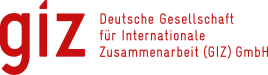 giz
Deutsche Gesellschaft
für Internationale
Zusammenarbeit (GIZ) GmbH